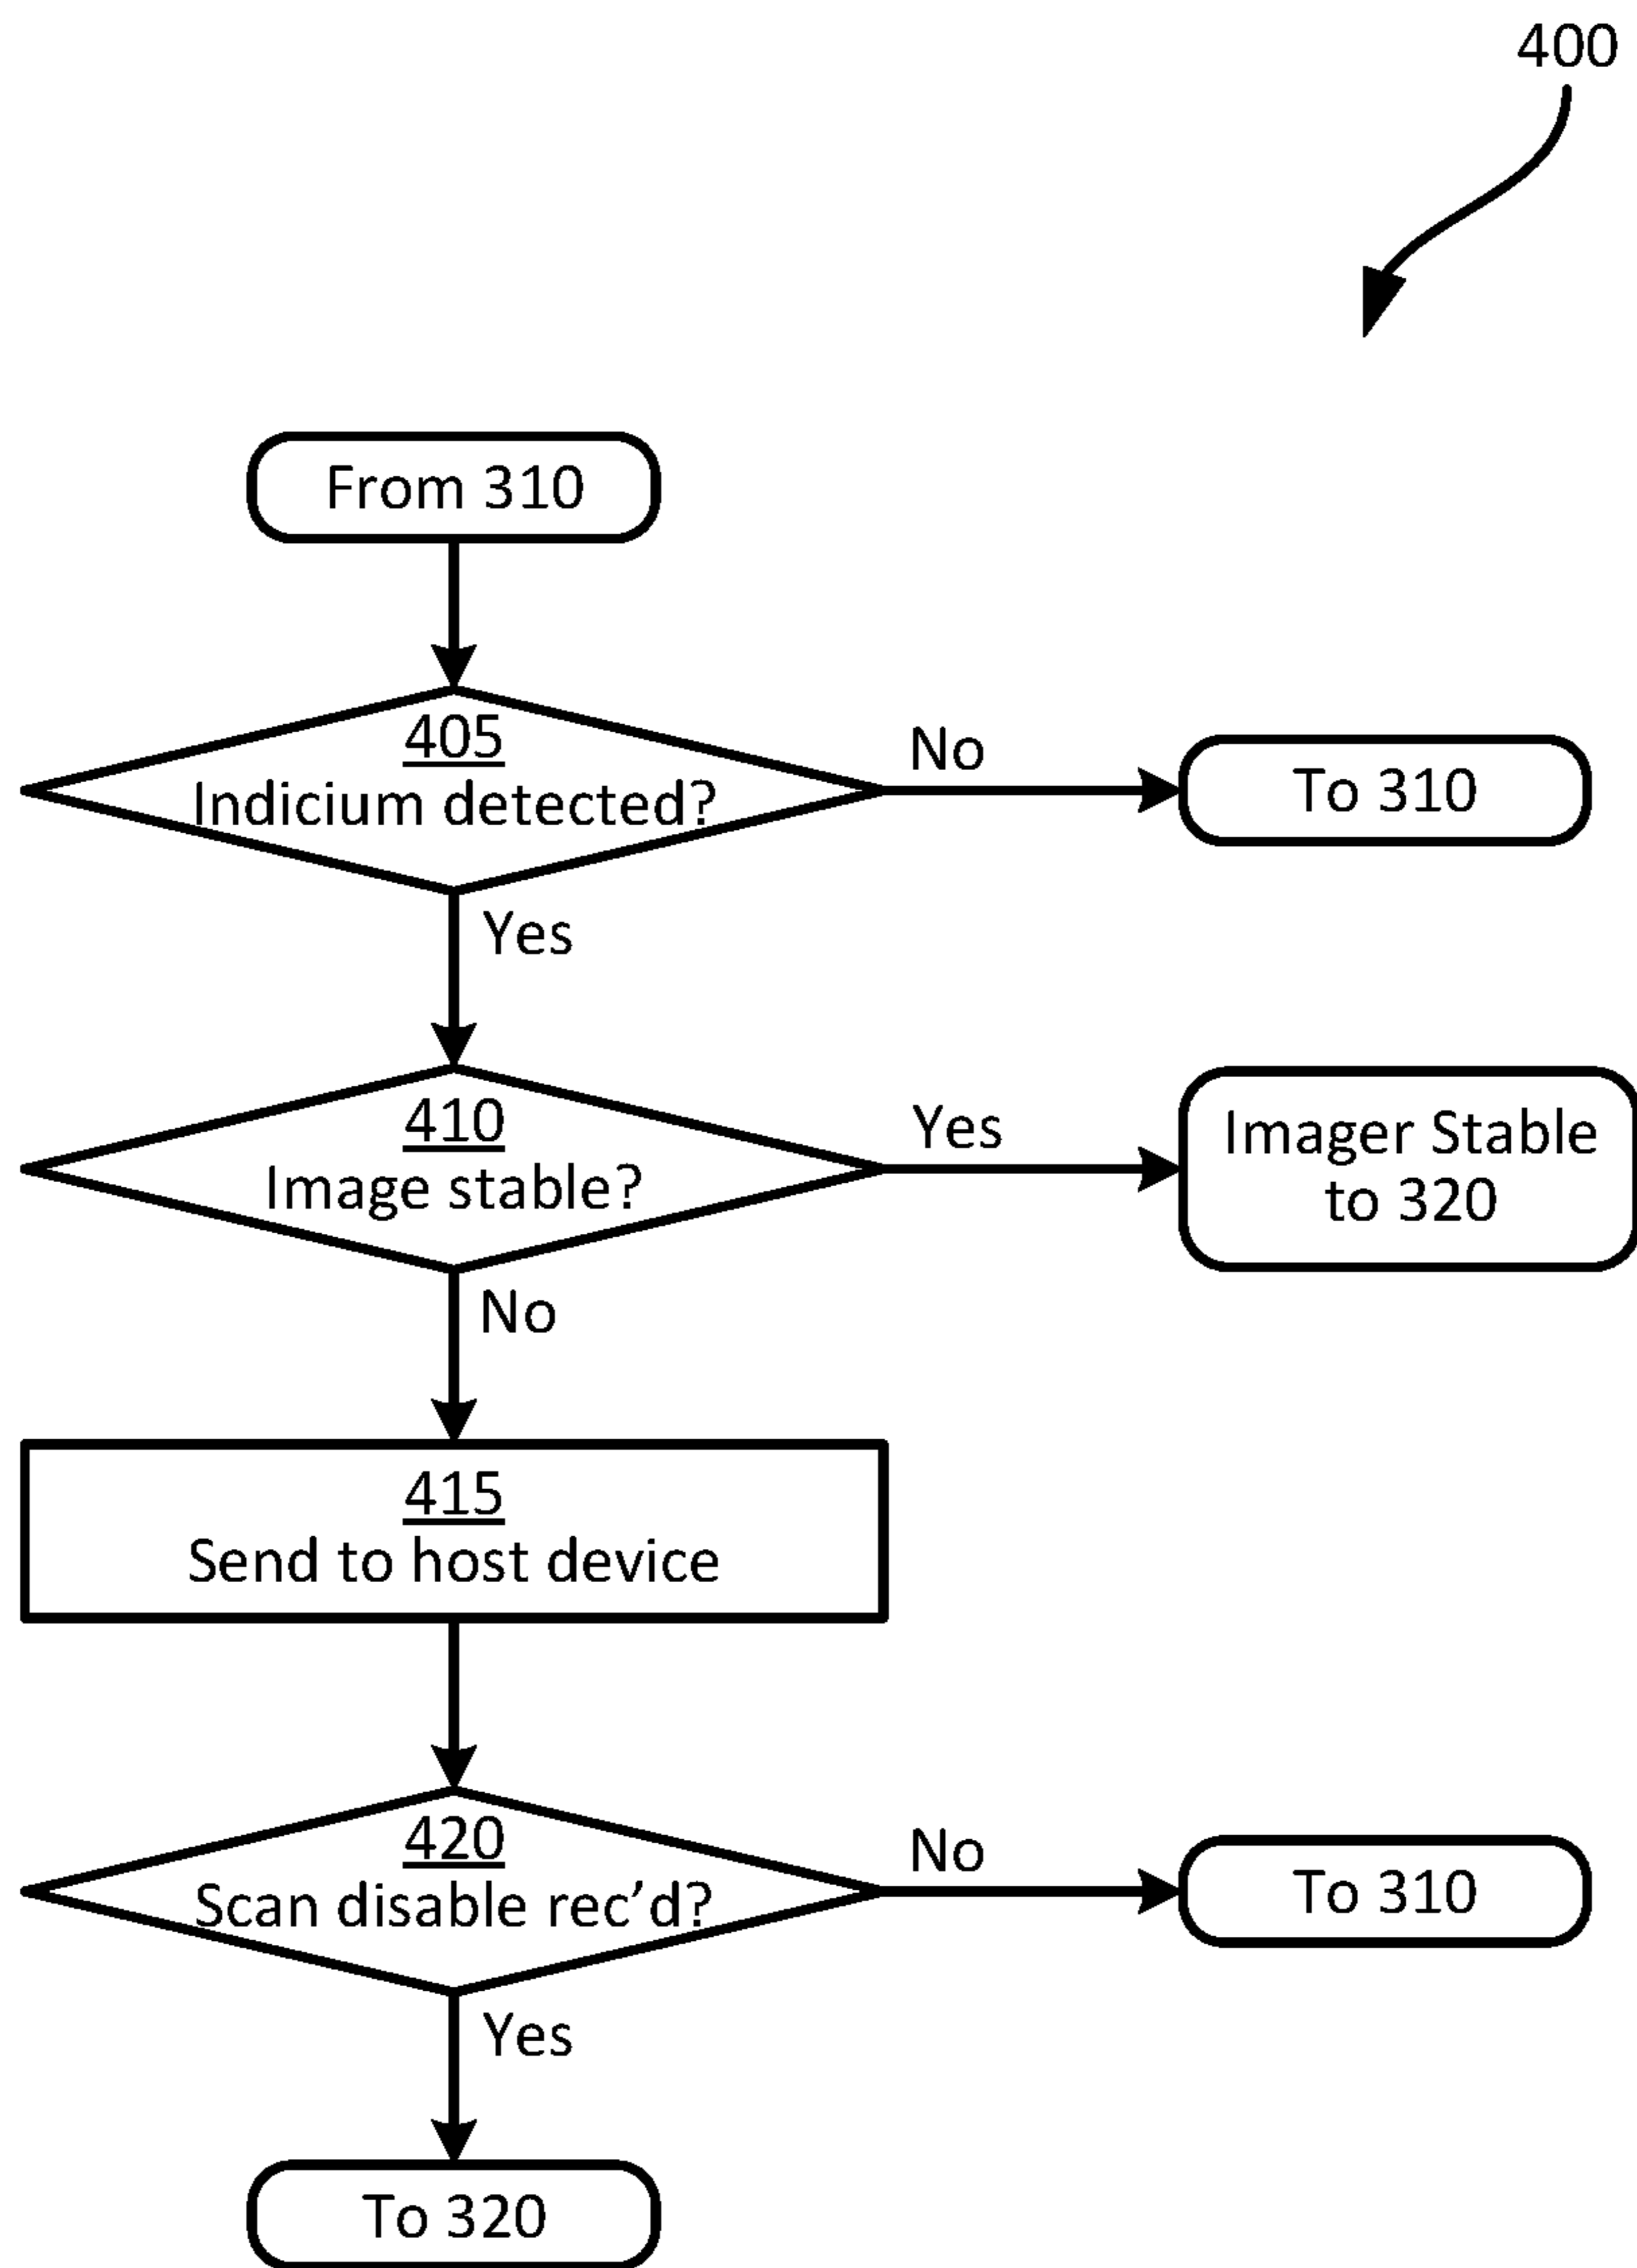 400
From 310
405
Indicium detected?
No
To 310
Yes
410
Image stable?
Yes
Imager Stable
to 320
No
415
Send to host device
420
Scan disable rec’d?
No
To 310
Yes
To 320